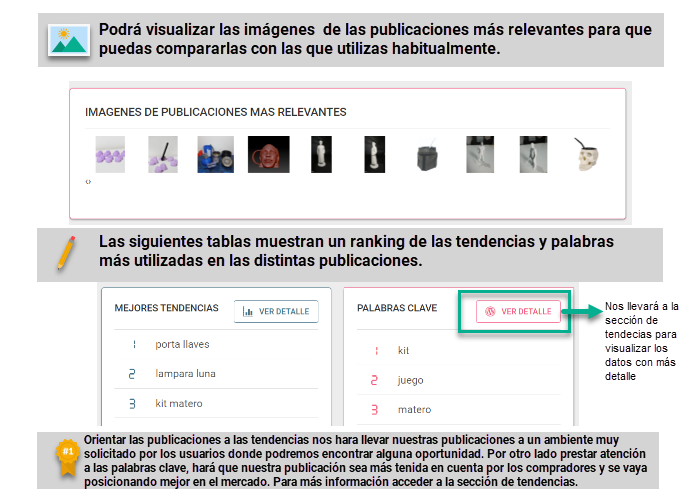 Podrá visualizar las imágenes de las publicaciones más relevantes para que
puedas compararlas con las que utilizas habitualmente.
IMAGENES DE PUBLICACIONES MAS RELEVANTES
‹›
Las siguientes tablas muestran un ranking de las tendencias y palabras
más utilizadas en las distintas publicaciones.
MEJORES TENDENCIAS
VER DETALLE
1 porta llaves
2 lampara luna
3 kit matero
PALABRAS CLAVE
VER DETALLE
1 kit
2 juego
3 matero
Nos llevará a la
sección de
tendecias para
visualizar los
datos con más
detalle
#1
Orientar las publicaciones a las tendencias nos hara llevar nuestras publicaciones a un ambiente muy
solicitado por los usuarios donde podremos encontrar alguna oportunidad. Por otro lado prestar atención
a las palabras clave, hará que nuestra publicación sea más tenida en cuenta por los compradores y se vaya
posicionando mejor en el mercado. Para más información acceder a la sección de tendencias.